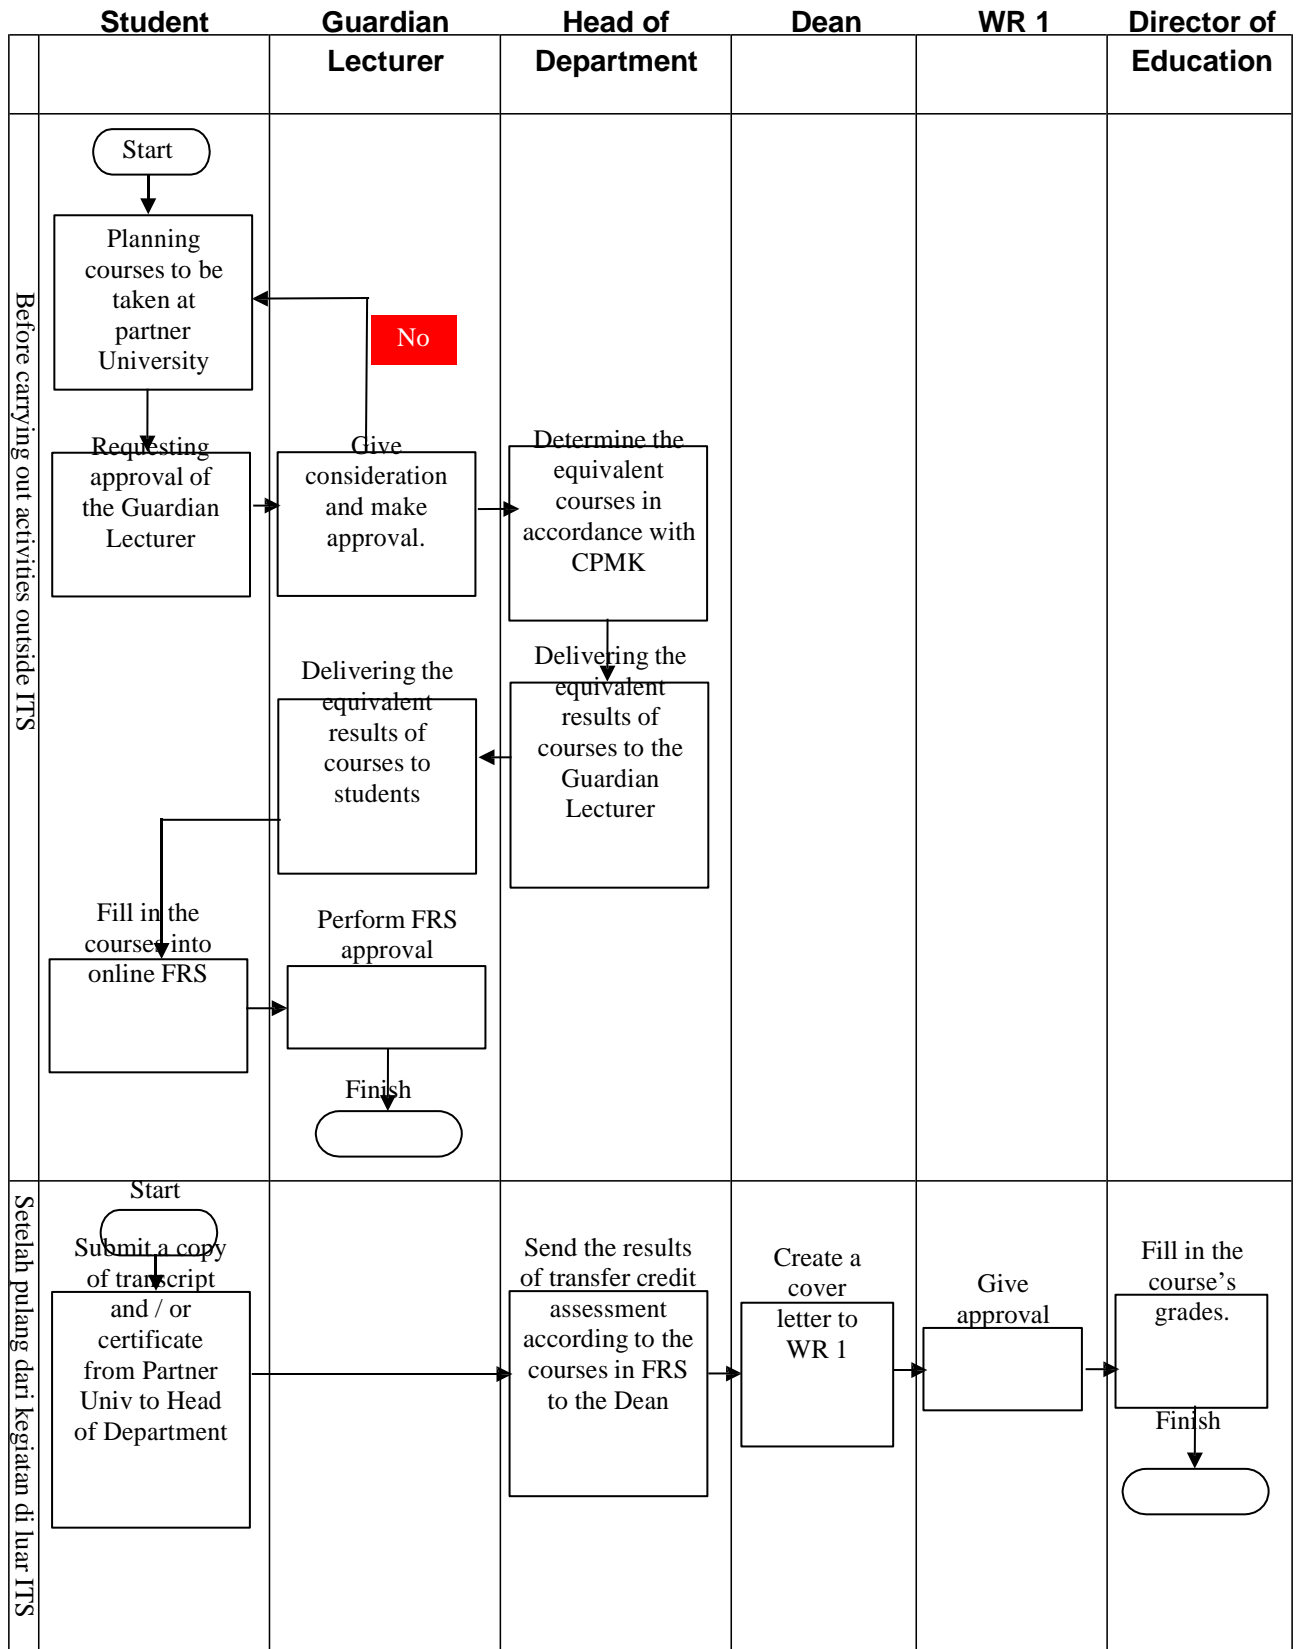 Student
Guardian
Lecturer
Head of
Department
Dean
WR 1
Director of
Education
Before carrying out activities outside ITS
Start
Planning
courses to be
taken at
partner
University
No
Requesting
approval of
the Guardian
Lecturer
Give
consideration
and make
approval.
Determine the
equivalent
courses in
accordance with
CPMK
Delivering the
equivalent
results of
courses to the
Guardian
Lecturer
Delivering the
equivalent
results of
courses to
students
Fill in the
courses into
online FRS
Perform FRS
approval
Finish
Setelah pulang dari kegiatan di luar ITS
Start
Submit a copy
of transcript
and / or
certificate
from Partner
Univ to Head
of Department
Send the results
of transfer credit
assessment
according to the
courses in FRS
to the Dean
Create a
cover
letter to
WR 1
Give
approval
Fill in the
course’s
grades.
Finish